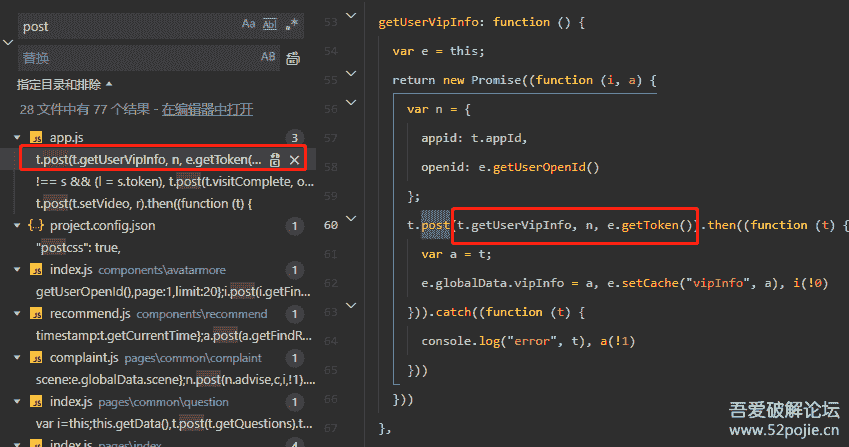 post Aa Ab .*
替换 AB
指定目录和排除
28 文件中有 77 个结果 - 在编辑器中打开
app.js 3
t.post(t.getUserVipInfo, n, e.getToken(...
!== s && (l = s.token), t.post(t.visitComplete, o...
t.post(t.setVideo, r).then((function (t) {
project.config.json 1
"postcss": true,
index.js components\avatarmore 1
getUserOpenId(),page:1,limit:20};i.post(i.getFin...
recommend.js components\recommend 1
timestamp:t.getCurrentTime};a.post(a.getFindR...
complaint.js pages\common\complaint 1
scene:e.globalData.scene};n.post(n.advise,c,i,!1)....
index.js pages\common\question 1
var i=this;this.getData(),t.post(t.getQuestions).t...
index.js pages\index 4
53 getUserVipInfo: function () {
54 var e = this;
55 return new Promise((function (i, a) {
56 var n = {
57 appid: t.appId,
58 openid: e.getUserOpenId()
59 };
60 t.post(t.getUserVipInfo, n, e.getToken()).then((function (t) {
61 var a = t;
62 e.globalData.vipInfo = a, e.setCache("vipInfo", a), i(!0)
63 })).catch((function (t) {
64 console.log("error", t), a(!1)
65 }))
66 }))
67 },
吾爱破解论坛
www.52pojie.cn